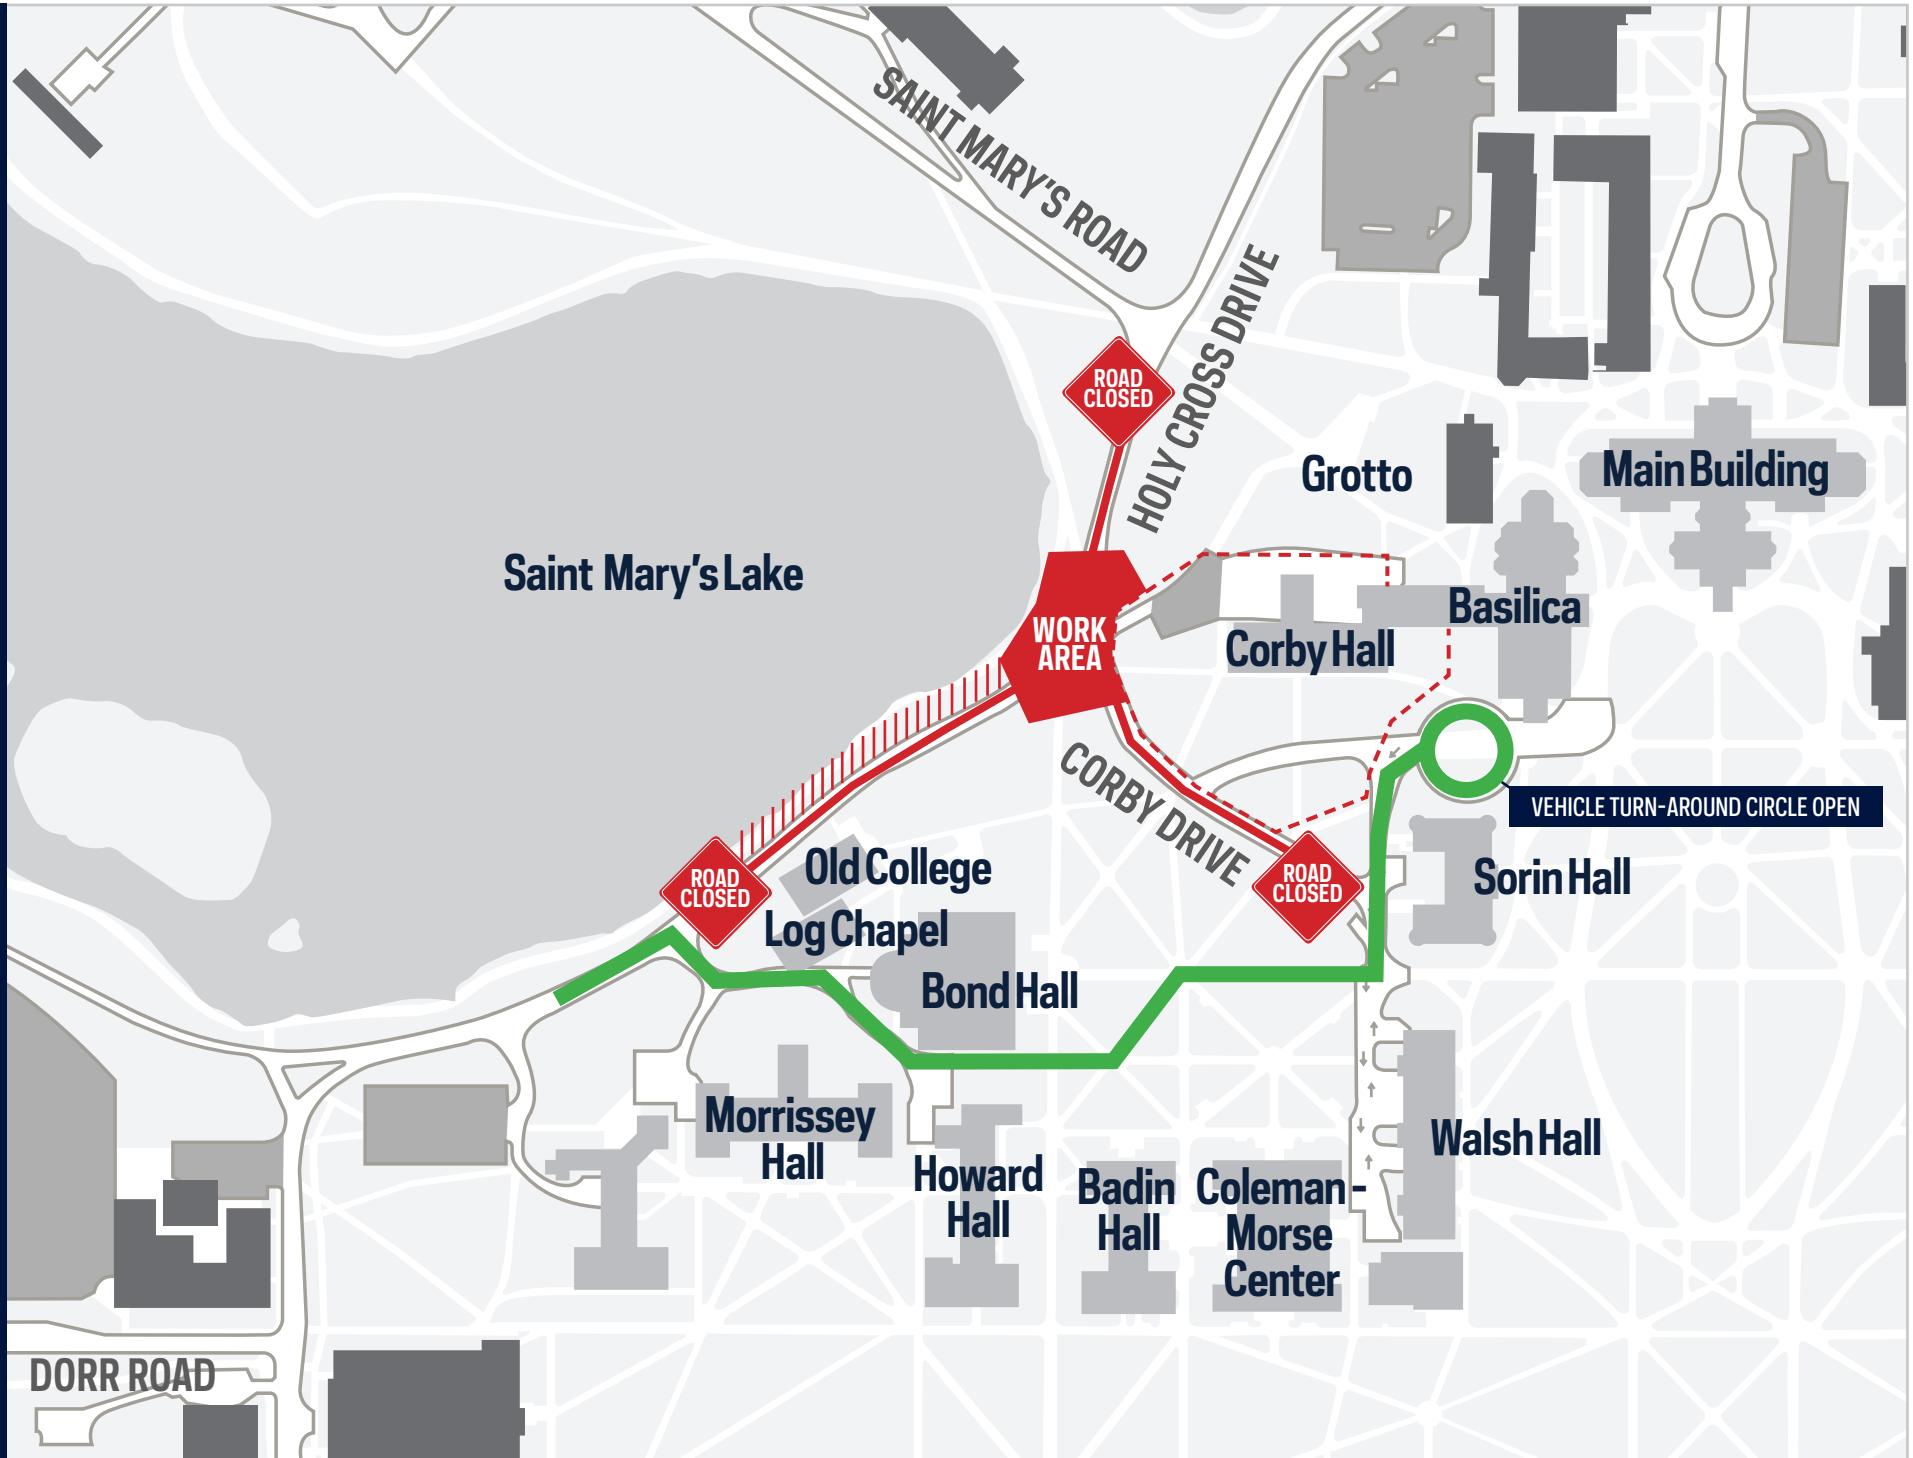 SAINT MARY'S ROAD
HOLY CROSS DRIVE
ROAD
CLOSED
Grotto
Main Building
Saint Mary's Lake
Basilica
WORK
AREA
Corby Hall
CORBY DRIVE
VEHICLE TURN-AROUND CIRCLE OPEN
Old College
ROAD
CLOSED
ROAD
CLOSED
Sorin Hall
Log Chapel
Bond Hall
Morrissey
Hall
Walsh Hall
Howard
Hall
Badin
Hall
Coleman-
Morse
Center
DORR ROAD